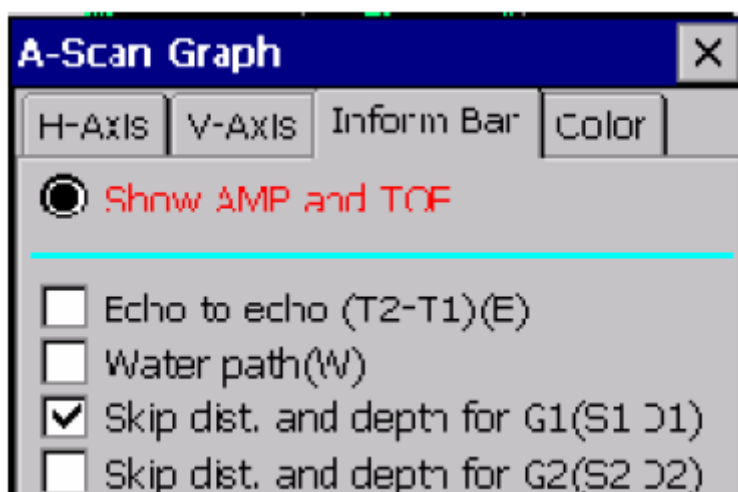 A-Scan Graph
H-Axis V-Axis Inform Bar Color
Show AMP and TOF
Echo to echo (T2-T1)(E)
Water path(W)
Skip dist. and depth for G1(S1 D1)
Skip dist. and depth for G2(S2 D2)